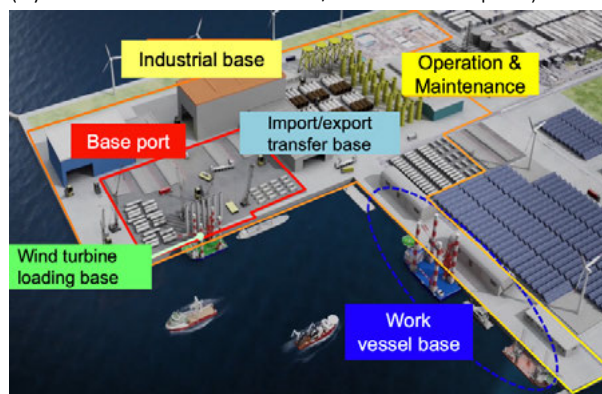 Industrial base
Operation &
Maintenance
Base port
Import/export
transfer base
Wind turbine
loading base
Work
vessel base